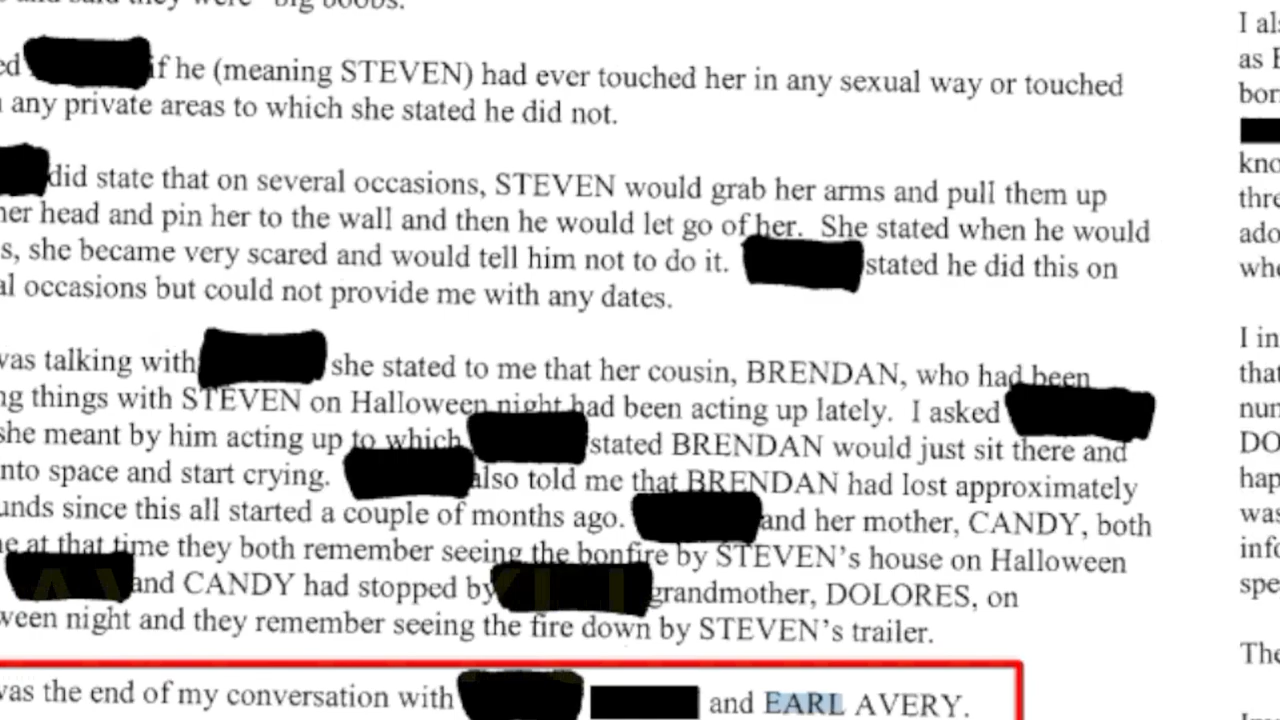 big boobs.
if he (meaning STEVEN) had ever touched her in any sexual way or touched
any private areas to which she stated he did not.
did state that on several occasions, STEVEN would grab her arms and pull them up
her head and pin her to the wall and then he would let go of her. She stated when he would
s, she became very scared and would tell him not to do it. stated he did this on
al occasions but could not provide me with any dates.
was talking with she stated to me that her cousin, BRENDAN, who had been
ng things with STEVEN on Halloween night had been acting up lately. I asked
she meant by him acting up to which stated BRENDAN would just sit there and
nto space and start crying. also told me that BRENDAN had lost approximately
unds since this all started a couple of months ago. and her mother, CANDY, both
e at that time they both remember seeing the bonfire by STEVEN's house on Halloween
and CANDY had stopped by grandmother, DOLORES, on
ween night and they remember seeing the fire down by STEVEN's trailer.
was the end of my conversation with and EARL AVERY.
I al
as
bor
kno
thre
ado
whe
I in
that
nur
DO
hap
was
info
spe
The